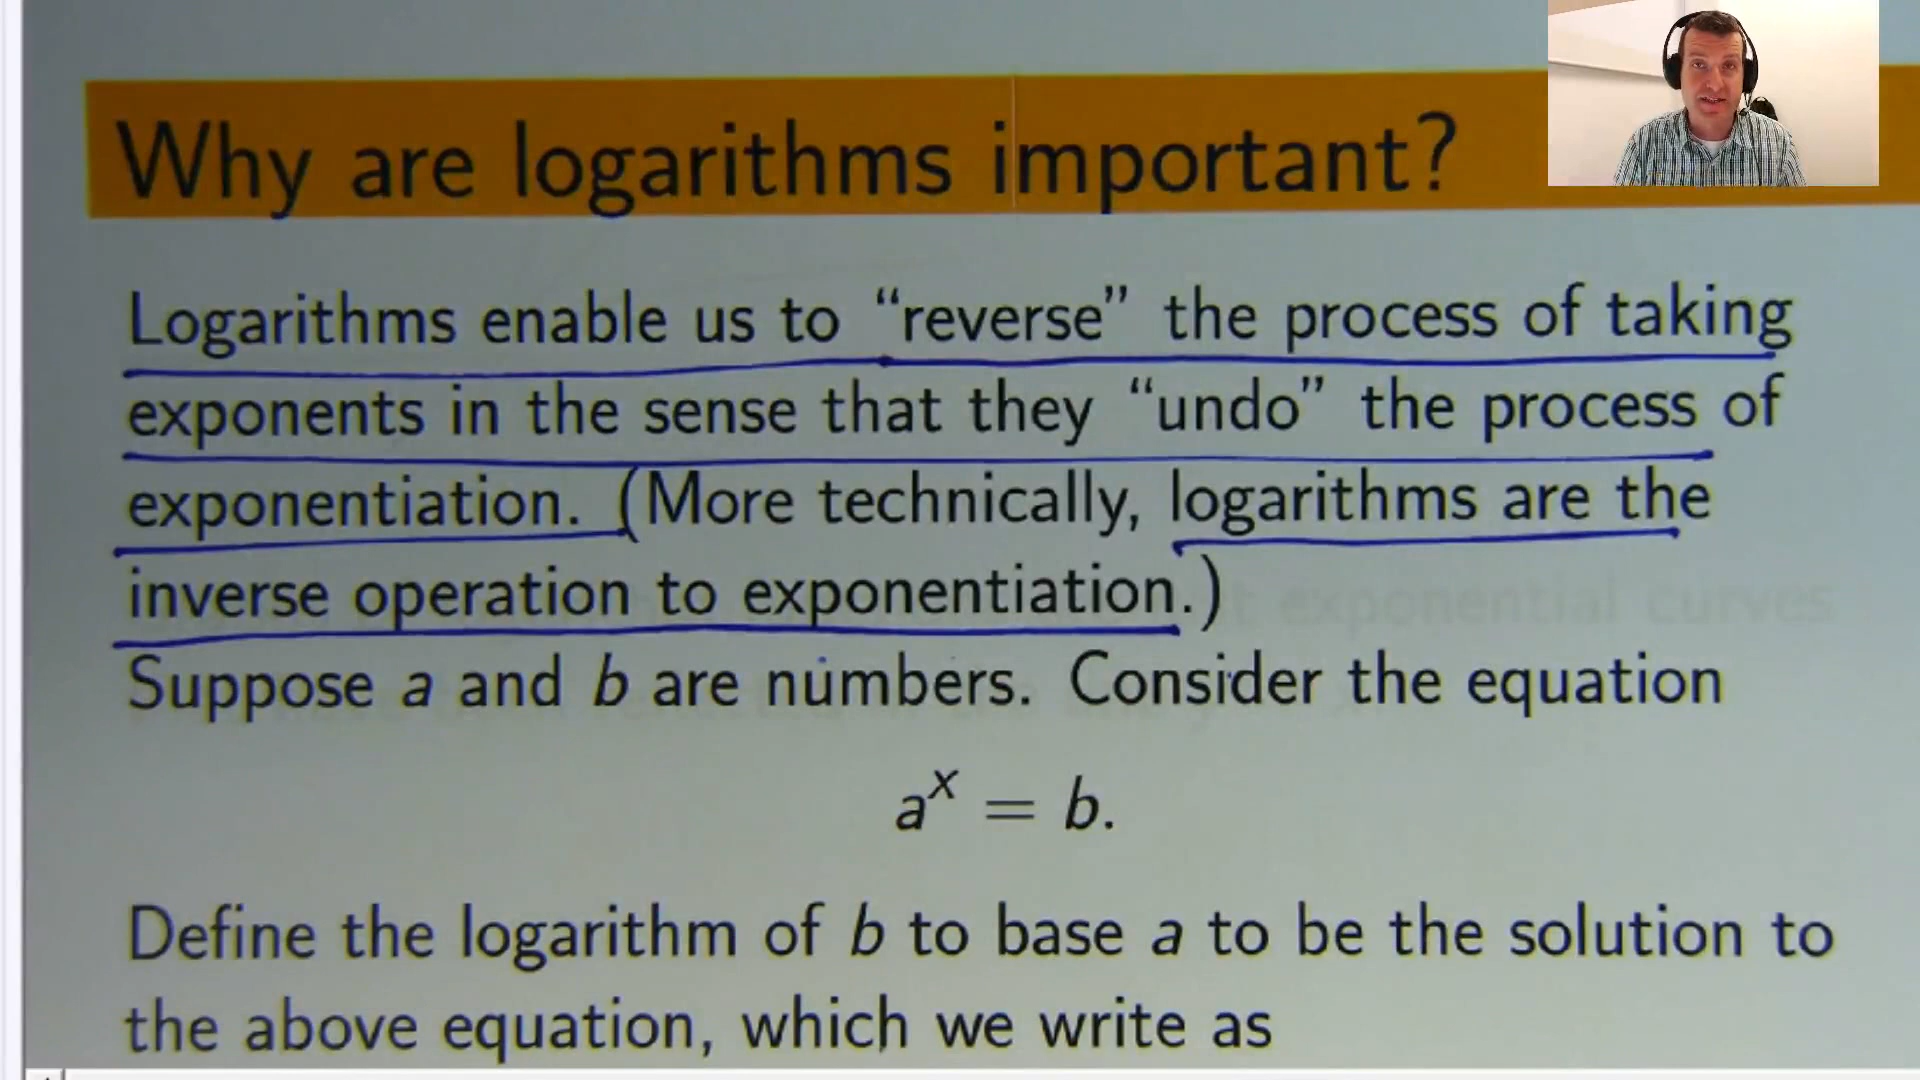 Why are logarithms important?
Logarithms enable us to “reverse” the process of taking
exponents in the sense that they “undo” the process of
exponentiation. (More technically, logarithms are the
inverse operation to exponentiation.)
Suppose a and b are numbers. Consider the equation
aˣ = b.
Define the logarithm of b to base a to be the solution to
the above equation, which we write as